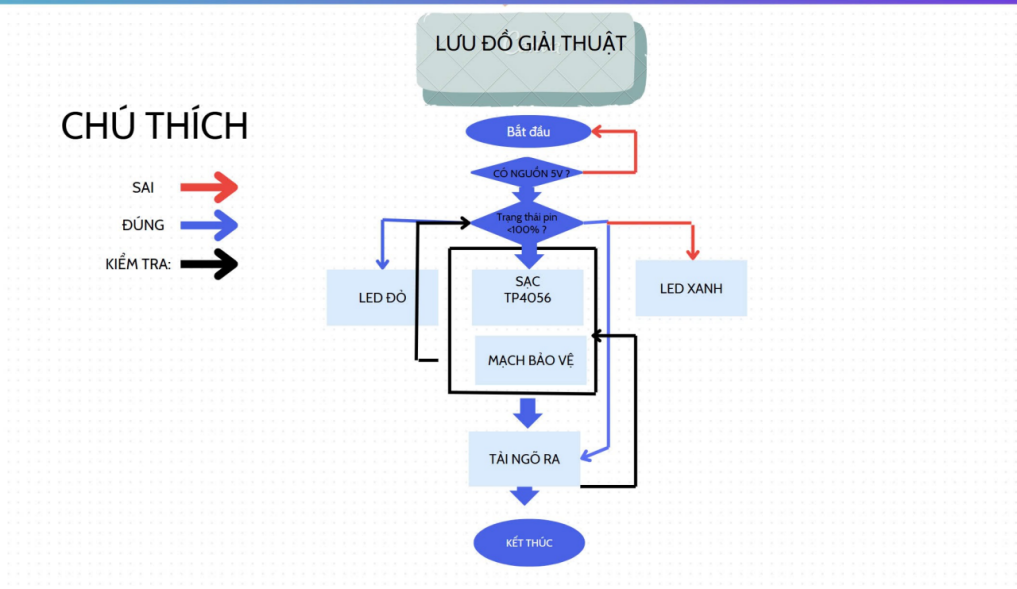 LƯU ĐỒ GIẢI THUẬT
CHÚ THÍCH
SAI
ĐÚNG
KIỂM TRA:
Bắt đầu
CÓ NGUỒN 5V ?
Trạng thái pin
<100% ?
LED ĐỎ
SẠC
TP4056
LED XANH
MẠCH BẢO VỆ
TẢI NGÕ RA
KẾT THÚC